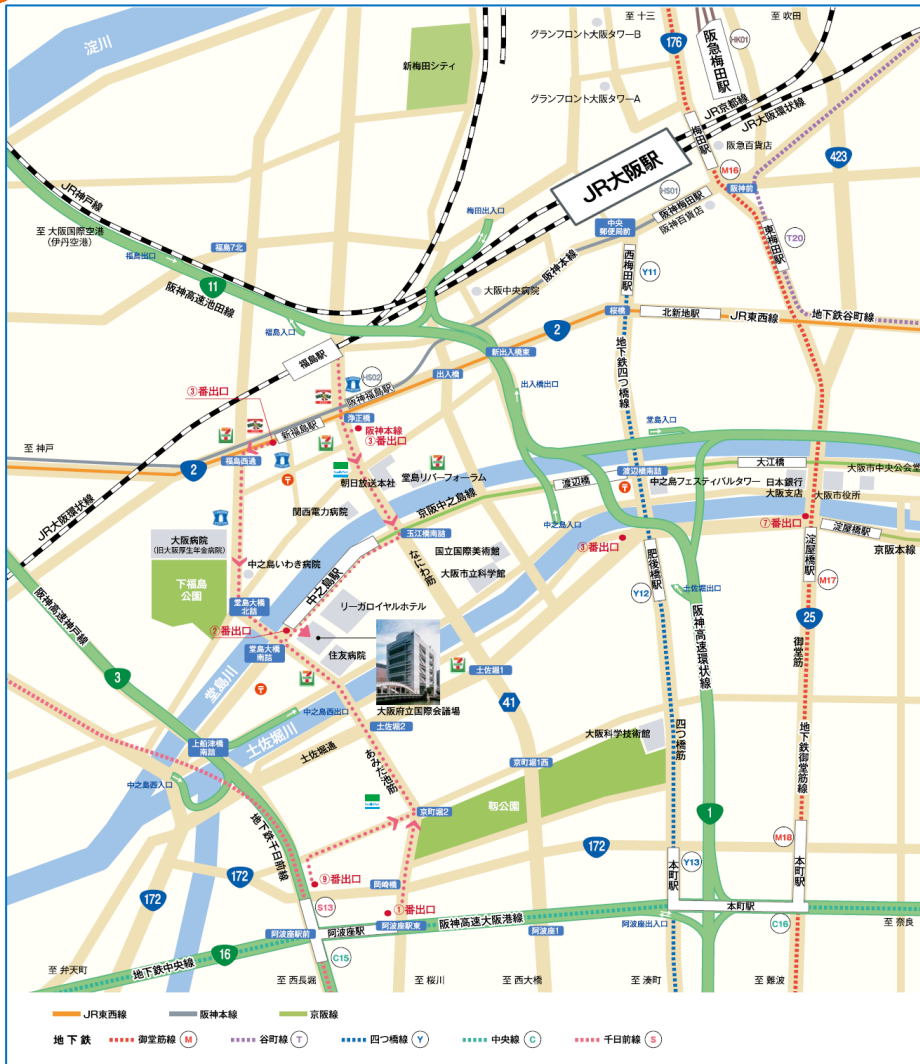 至 十三
至 吹田
グランフロント大阪タワーB
176
阪急梅田駅
HK01
淀川
新梅田シティ
グランフロント大阪タワーA
JR京都線
JR大阪環状線
梅田駅
阪急百貨店
423
JR大阪駅
M16
阪神前
JR神戸線
HS01
阪神梅田駅
阪神百貨店
梅田出入口
中央
郵便局前
至 大阪国際空港
(伊丹空港)
福島7北
福島出口
阪神本線
東梅田駅
T20
西梅田駅
Y11
11
阪神高速池田線
大阪中央病院
桜橋
北新地駅
JR東西線
地下鉄谷町線
福島入口
2
新出入橋東
地下鉄四つ橋線
福島駅
HS02
阪神福島駅
出入橋
出入橋出口
③番出口
浄正橋
新福島駅
阪神本線
③番出口
堂島入口
至 神戸
2
福島西通
朝日放送本社
堂島リバーフォーラム
京阪中之島線
渡辺橋
渡辺橋南詰
大江橋
大阪市中央公会堂
中之島フェスティバルタワー
日本銀行
大阪支店
大阪市役所
JR大阪環状線
関西電力病院
中之島入口
⑦番出口
淀屋橋駅
京阪本線
大阪病院
(旧大阪厚生年金病院)
玉江橋南詰
なにわ筋
国立国際美術館
大阪市立科学館
③番出口
肥後橋駅
Y12
淀屋橋駅
M17
中之島いわき病院
中之島駅
下福島
公園
土佐堀出口
阪神高速環状線
阪神高速神戸線
堂島大橋
北詰
リーガロイヤルホテル
25
御堂筋
②番出口
堂島大橋
南詰
住友病院
3
堂島川
土佐堀1
大阪府立国際会議場
41
中之島西出口
土佐堀2
大阪科学技術館
上船津橋
南詰
土佐堀川
土佐堀通
あみだ池筋
京町堀1西
四つ橋筋
地下鉄御堂筋線
中之島西入口
京町堀2
靱公園
1
地下鉄千日前線
172
M18
172
172
⑨番出口
岡崎橋
Y13
本町駅
本町駅
S13
①番出口
本町駅
阿波座駅前
阿波座駅
阿波座駅東
阪神高速大阪港線
阿波座1
阿波座出入口
C16
至 奈良
16
地下鉄中央線
C15
至 弁天町
至 西長堀
至 桜川
至 西大橋
至 湊町
至 難波
JR東西線
阪神本線
京阪線
地下鉄
御堂筋線 M
谷町線 T
四つ橋線 Y
中央線 C
千日前線 S